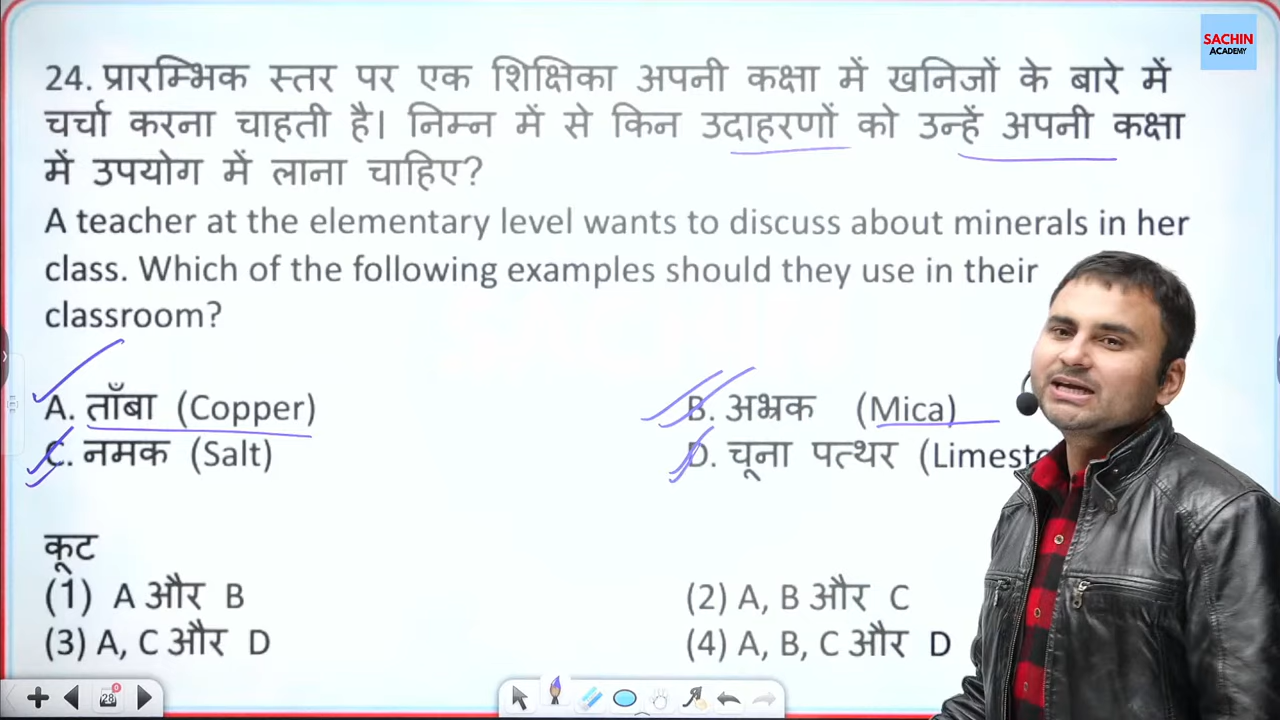 SACHIN
ACADEMY
24. प्रारम्भिक स्तर पर एक शिक्षिका अपनी कक्षा में खनिजों के बारे में
चर्चा करना चाहती है। निम्न में से किन उदाहरणों को उन्हें अपनी कक्षा
में उपयोग में लाना चाहिए?
A teacher at the elementary level wants to discuss about minerals in her
class. Which of the following examples should they use in their
classroom?
A. ताँबा (Copper) B. अभ्रक (Mica)
C. नमक (Salt) D. चूना पत्थर
कूट
(1) A और B (2) A, B और C
(3) A, C और D (4) A, B, C और D
28